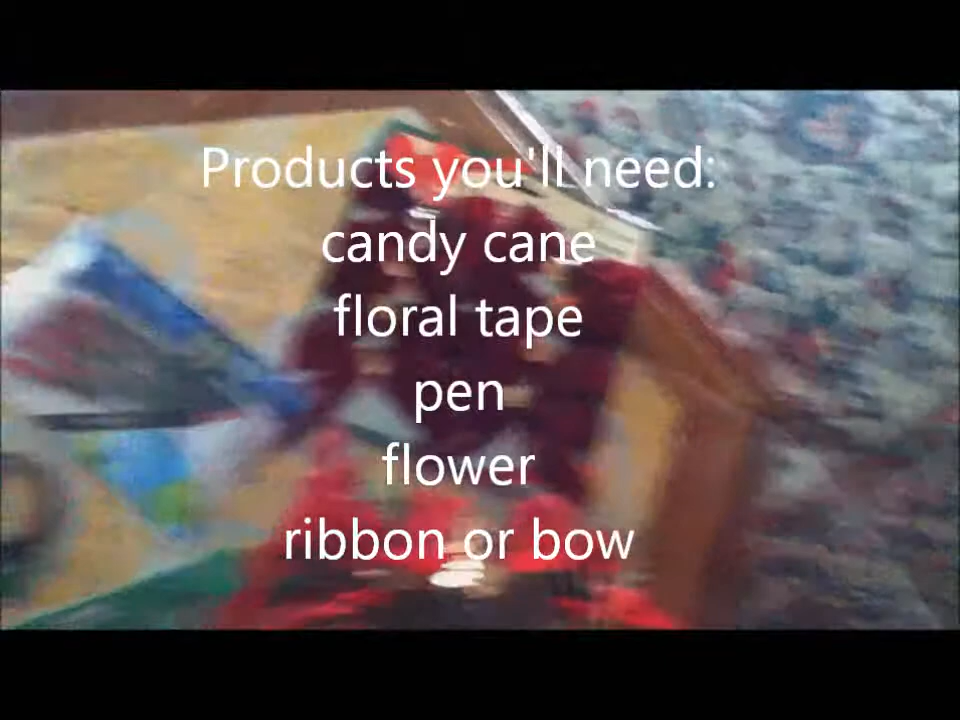 Products you'll need:
candy cane
floral tape
pen
flower
ribbon or bow